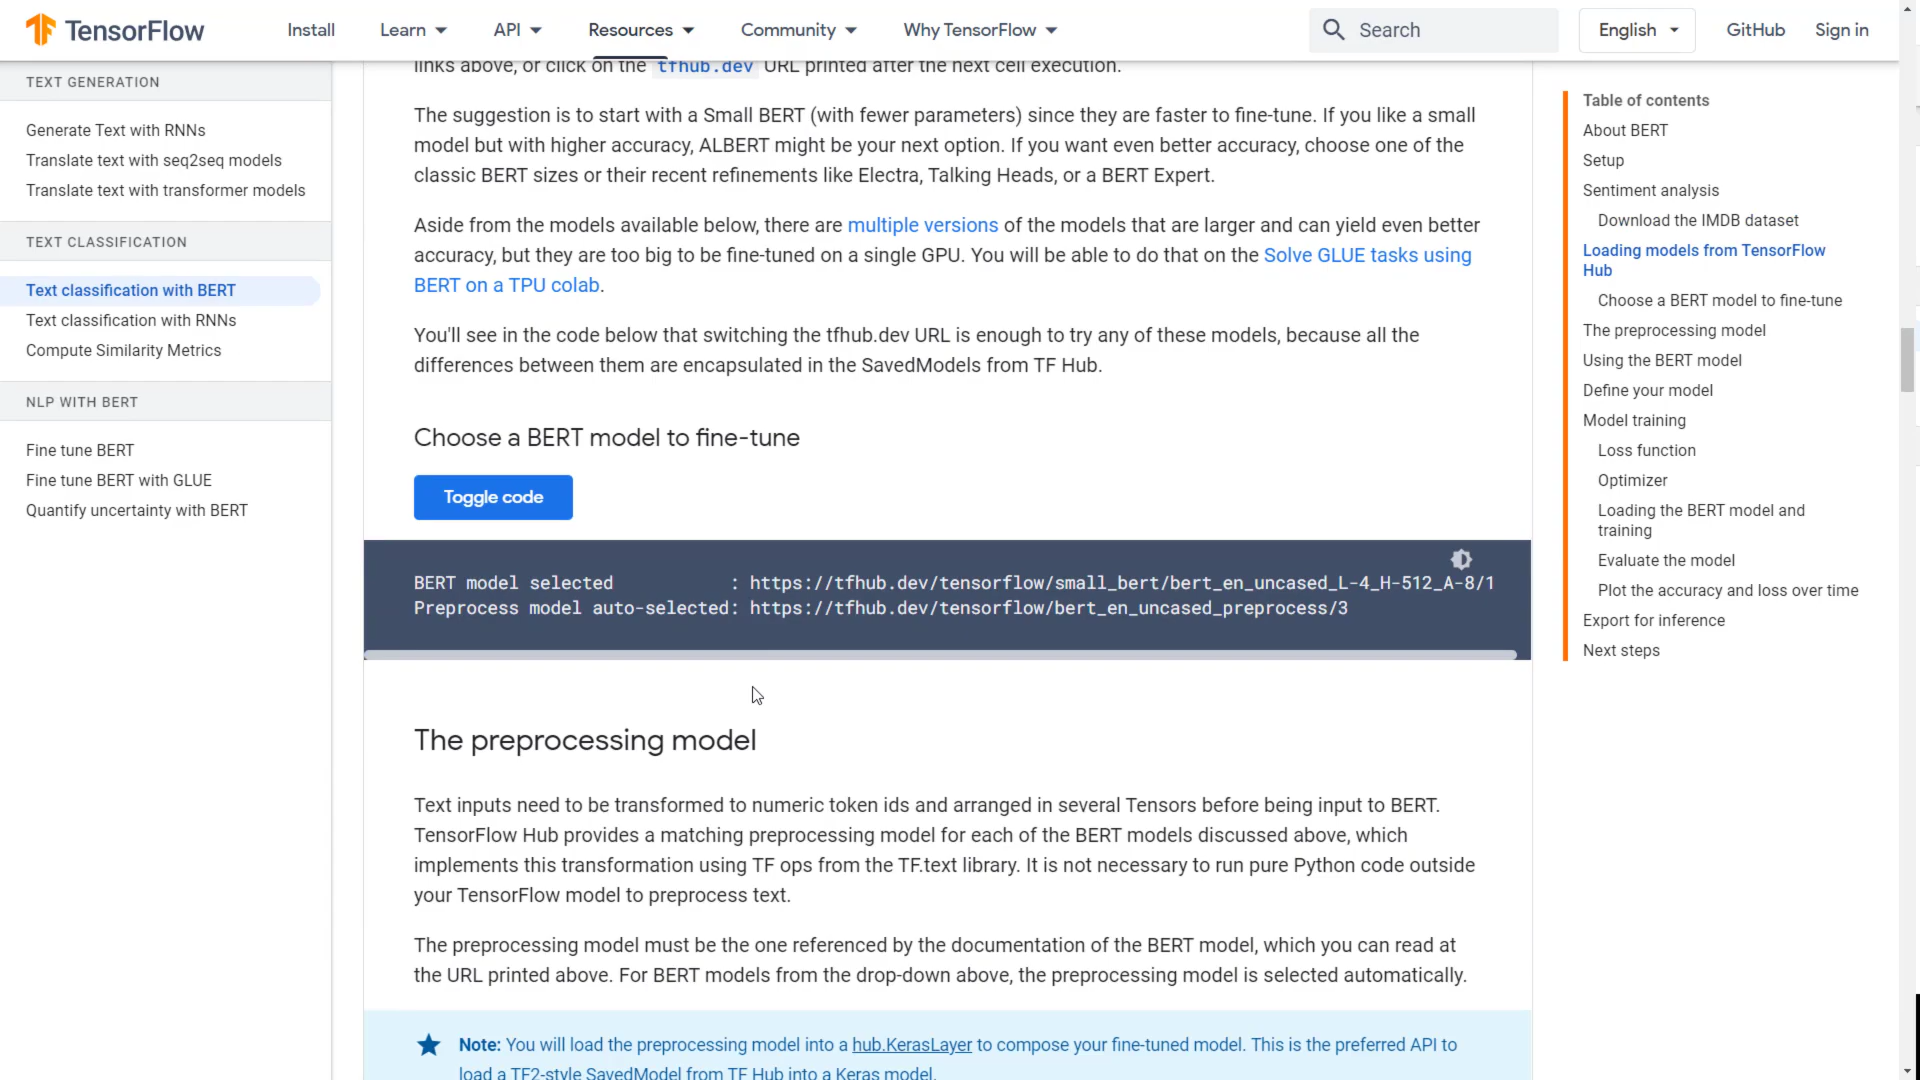 TensorFlow
Install
Learn
API
Resources
Community
Why TensorFlow
Search
English
GitHub
Sign in
TEXT GENERATION
Generate Text with RNNs
Translate text with seq2seq models
Translate text with transformer models
TEXT CLASSIFICATION
Text classification with BERT
Text classification with RNNs
Compute Similarity Metrics
NLP WITH BERT
Fine tune BERT
Fine tune BERT with GLUE
Quantify uncertainty with BERT
links above, or click on the tfhub.dev URL printed after the next cell execution.
The suggestion is to start with a Small BERT (with fewer parameters) since they are faster to fine-tune. If you like a small
model but with higher accuracy, ALBERT might be your next option. If you want even better accuracy, choose one of the
classic BERT sizes or their recent refinements like Electra, Talking Heads, or a BERT Expert.
Aside from the models available below, there are multiple versions of the models that are larger and can yield even better
accuracy, but they are too big to be fine-tuned on a single GPU. You will be able to do that on the Solve GLUE tasks using
BERT on a TPU colab.
You'll see in the code below that switching the tfhub.dev URL is enough to try any of these models, because all the
differences between them are encapsulated in the SavedModels from TF Hub.
Choose a BERT model to fine-tune
Toggle code
BERT model selected : https://tfhub.dev/tensorflow/small_bert/bert_en_uncased_L-4_H-512_A-8/1
Preprocess model auto-selected: https://tfhub.dev/tensorflow/bert_en_uncased_preprocess/3
The preprocessing model
Text inputs need to be transformed to numeric token ids and arranged in several Tensors before being input to BERT.
TensorFlow Hub provides a matching preprocessing model for each of the BERT models discussed above, which
implements this transformation using TF ops from the TF.text library. It is not necessary to run pure Python code outside
your TensorFlow model to preprocess text.
The preprocessing model must be the one referenced by the documentation of the BERT model, which you can read at
the URL printed above. For BERT models from the drop-down above, the preprocessing model is selected automatically.
Note: You will load the preprocessing model into a hub.KerasLayer to compose your fine-tuned model. This is the preferred API to
load a TF2-style SavedModel from TF Hub into a Keras model.
Table of contents
About BERT
Setup
Sentiment analysis
Download the IMDB dataset
Loading models from TensorFlow
Hub
Choose a BERT model to fine-tune
The preprocessing model
Using the BERT model
Define your model
Model training
Loss function
Optimizer
Loading the BERT model and
training
Evaluate the model
Plot the accuracy and loss over time
Export for inference
Next steps